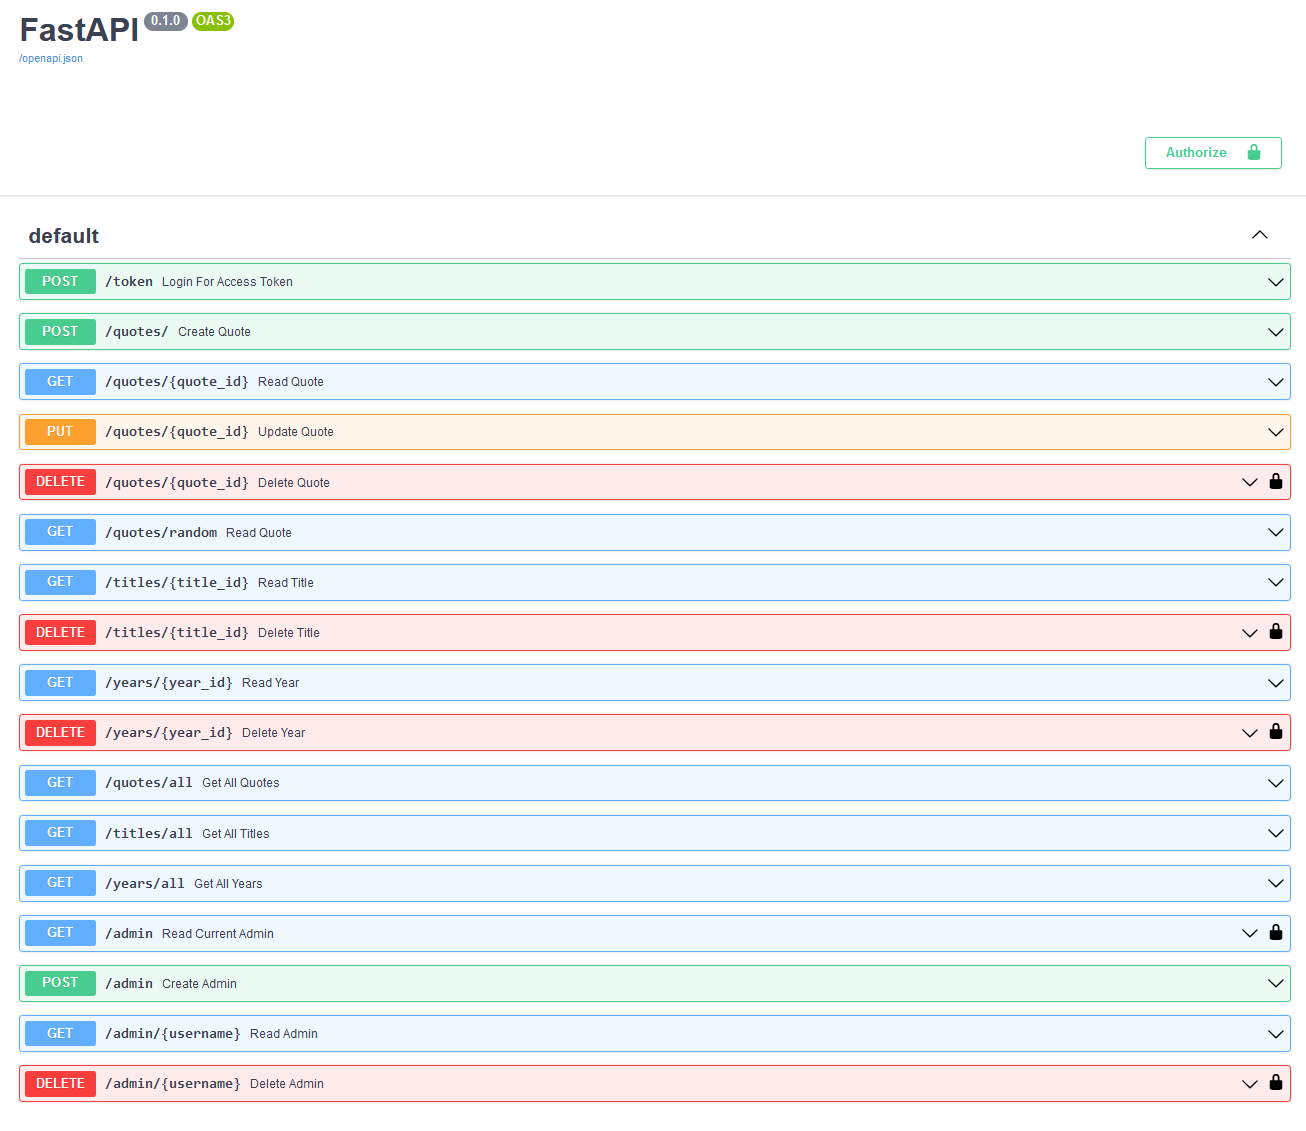 FastAPI 0.1.0 OAS3
/openapi.json
Authorize
default
POST /token Login For Access Token
POST /quotes/ Create Quote
GET /quotes/{quote_id} Read Quote
PUT /quotes/{quote_id} Update Quote
DELETE /quotes/{quote_id} Delete Quote
GET /quotes/random Read Quote
GET /titles/{title_id} Read Title
DELETE /titles/{title_id} Delete Title
GET /years/{year_id} Read Year
DELETE /years/{year_id} Delete Year
GET /quotes/all Get All Quotes
GET /titles/all Get All Titles
GET /years/all Get All Years
GET /admin Read Current Admin
POST /admin Create Admin
GET /admin/{username} Read Admin
DELETE /admin/{username} Delete Admin